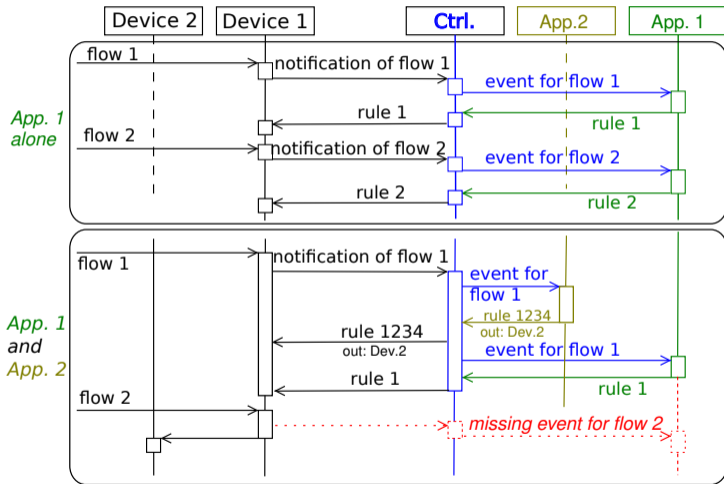 Device 2 Device 1 Ctrl. App.2 App. 1
flow 1
notification of flow 1
event for flow 1
App. 1
alone
rule 1
rule 1
flow 2
notification of flow 2
event for flow 2
rule 2
rule 2
flow 1
notification of flow 1
event for
flow 1
App. 1
and
App. 2
rule 1234
out: Dev.2
rule 1234
out: Dev.2
event for flow 1
rule 1
rule 1
flow 2
missing event for flow 2